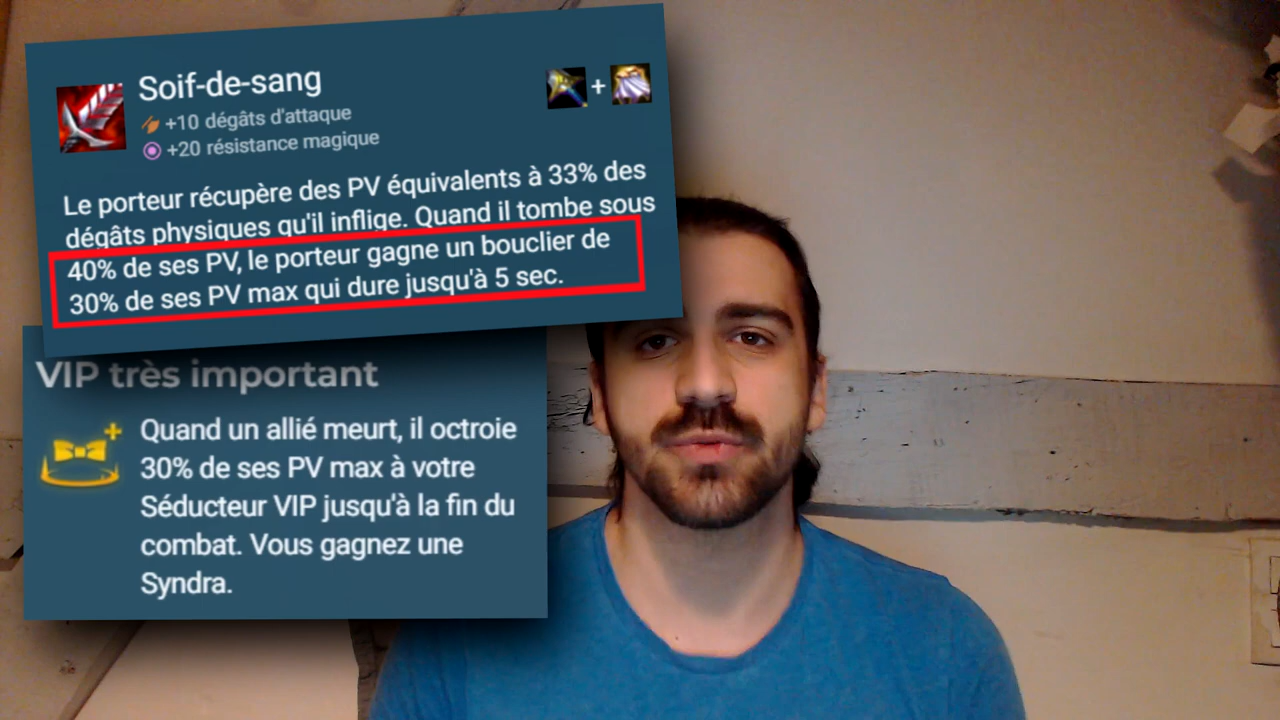 Soif-de-sang
+10 dégâts d'attaque
+
+20 résistance magique
Le porteur récupère des PV équivalents à 33% des
dégâts physiques qu'il inflige. Quand il tombe sous
40% de ses PV, le porteur gagne un bouclier de
30% de ses PV max qui dure jusqu'à 5 sec.
VIP très important
Quand un allié meurt, il octroie
30% de ses PV max à votre
Séducteur VIP jusqu'à la fin du
combat. Vous gagnez une
Syndra.